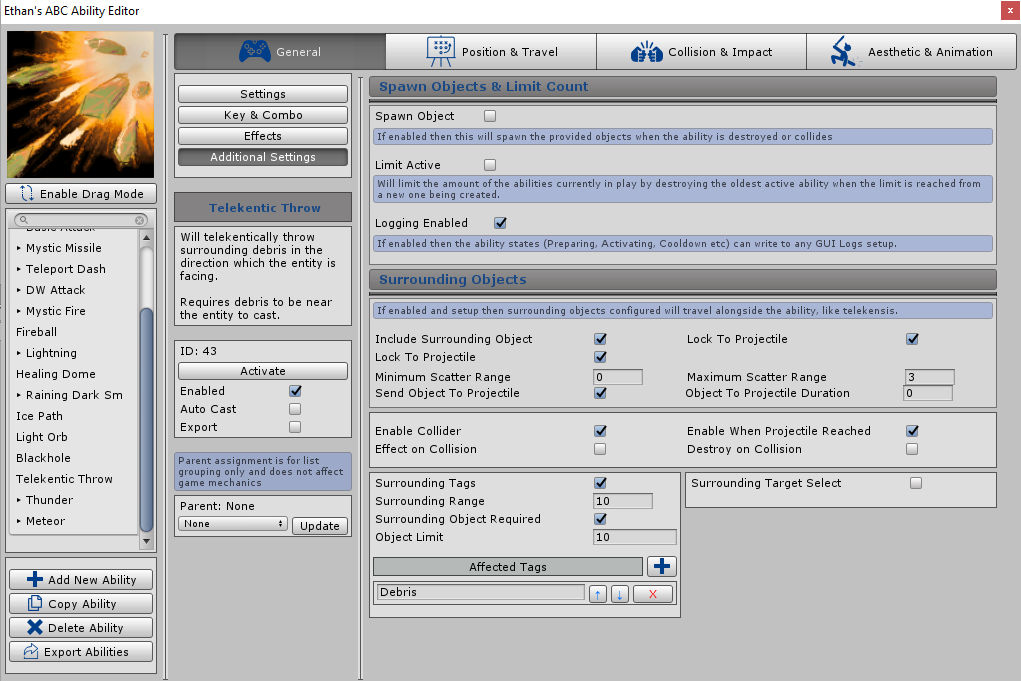 Ethan's ABC Ability Editor
x
General
Position & Travel
Collision & Impact
Aesthetic & Animation
Enable Drag Mode
Basic Attack
Mystic Missile
Teleport Dash
DW Attack
Mystic Fire
Fireball
Lightning
Healing Dome
Raining Dark Sm
Ice Path
Light Orb
Blackhole
Telekentic Throw
Thunder
Meteor
Add New Ability
Copy Ability
Delete Ability
Export Abilities
Settings
Key & Combo
Effects
Additional Settings
Telekentic Throw
Will telekentically throw
surrounding debris in the
direction which the entity is
facing.
Requires debris to be near
the entity to cast.
ID: 43
Activate
Enabled
Auto Cast
Export
Parent assignment is for list
grouping only and does not affect
game mechanics
Parent: None
None
Update
Spawn Objects & Limit Count
Spawn Object
If enabled then this will spawn the provided objects when the ability is destroyed or collides
Limit Active
Will limit the amount of the abilities currently in play by destroying the oldest active ability when the limit is reached from
a new one being created.
Logging Enabled
If enabled then the ability states (Preparing, Activating, Cooldown etc) can write to any GUI Logs setup.
Surrounding Objects
If enabled and setup then surrounding objects configured will travel alongside the ability, like telekensis.
Include Surrounding Object
Lock To Projectile
Lock To Projectile
Minimum Scatter Range 0
Maximum Scatter Range 3
Send Object To Projectile
Object To Projectile Duration 0
Enable Collider
Enable When Projectile Reached
Effect on Collision
Destroy on Collision
Surrounding Tags
Surrounding Range 10
Surrounding Object Required
Object Limit 10
Affected Tags
Debris
X
Surrounding Target Select